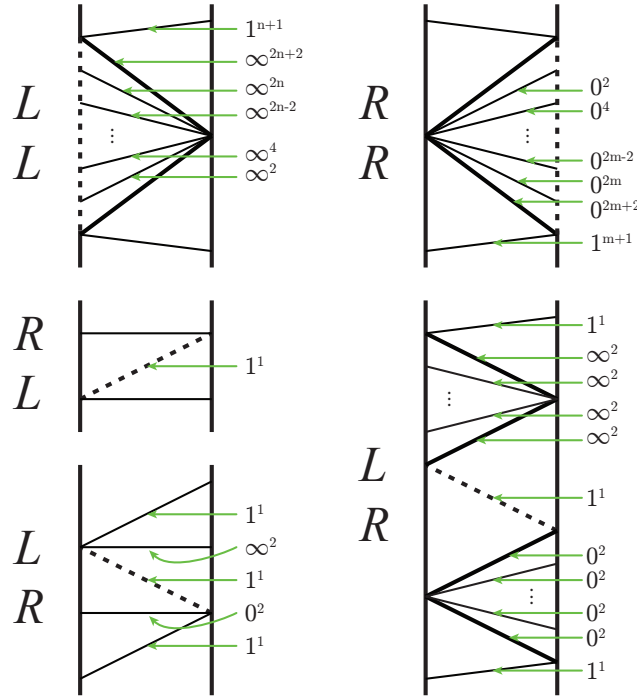 L
L
1^{n+1}
∞^{2n+2}
∞^{2n}
∞^{2n-2}
...
∞^4
∞^2
R
R
0^2
0^4
...
0^{2m-2}
0^{2m}
0^{2m+2}
1^{m+1}
R
L
1^1
L
R
1^1
∞^2
1^1
0^2
1^1
L
R
1^1
∞^2
∞^2
...
∞^2
∞^2
1^1
0^2
0^2
...
0^2
0^2
1^1